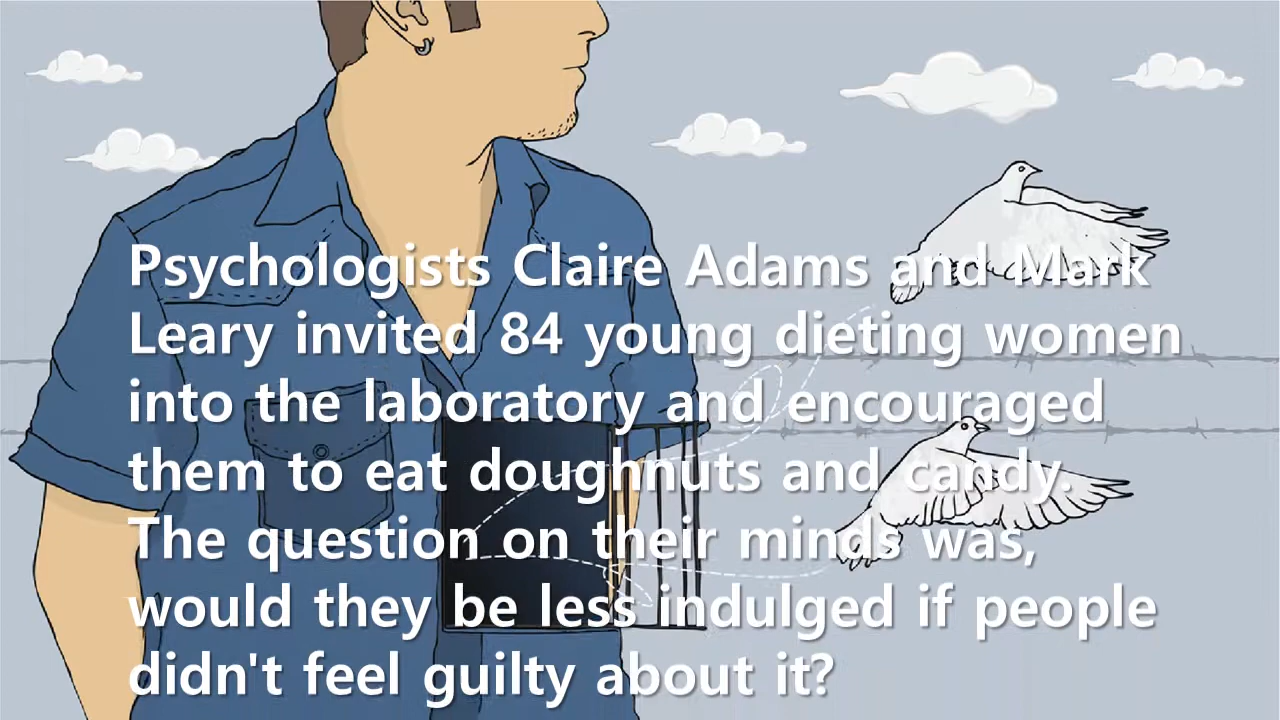 Psychologists Claire Adams and Mark
Leary invited 84 young dieting women
into the laboratory and encouraged
them to eat doughnuts and candy.
The question on their minds was,
would they be less indulged if people
didn't feel guilty about it?